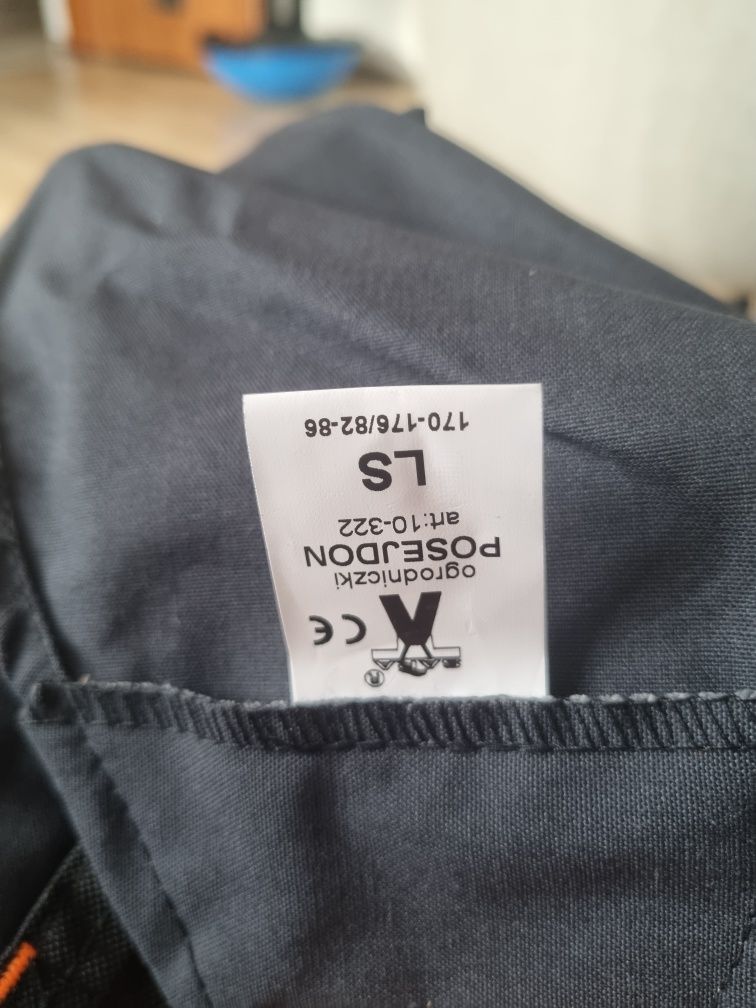 R
CE
ogrodniczki
POSEJDON
art:10-322
LS
170-176/82-86